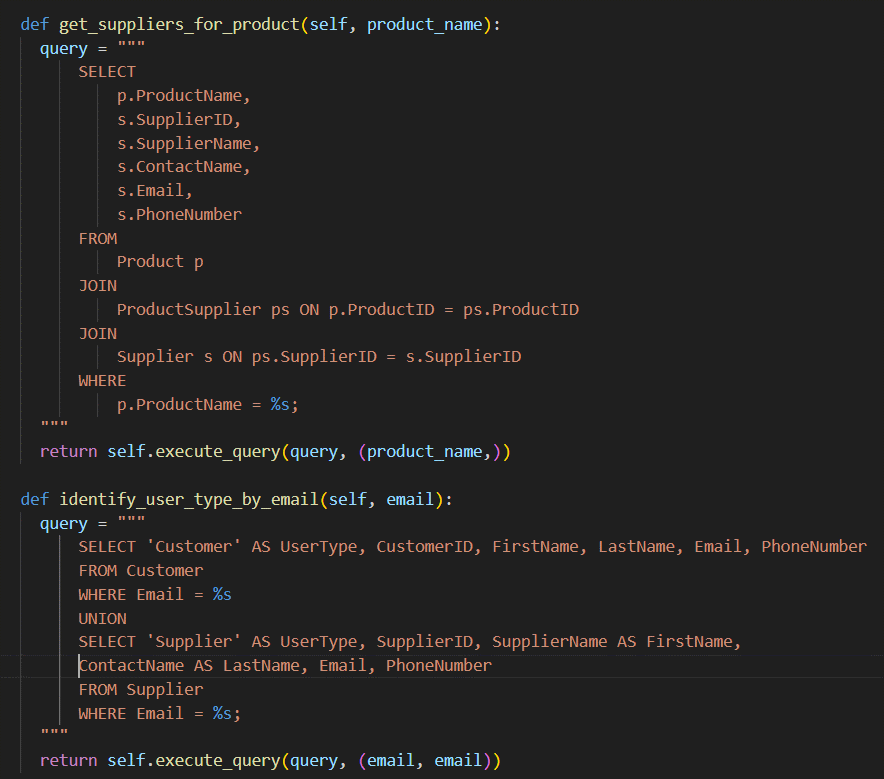 def get_suppliers_for_product(self, product_name):
query = """
SELECT
p.ProductName,
s.SupplierID,
s.SupplierName,
s.ContactName,
s.Email,
s.PhoneNumber
FROM
Product p
JOIN
ProductSupplier ps ON p.ProductID = ps.ProductID
JOIN
Supplier s ON ps.SupplierID = s.SupplierID
WHERE
p.ProductName = %s;
"""
return self.execute_query(query, (product_name,))
def identify_user_type_by_email(self, email):
query = """
SELECT 'Customer' AS UserType, CustomerID, FirstName, LastName, Email, PhoneNumber
FROM Customer
WHERE Email = %s
UNION
SELECT 'Supplier' AS UserType, SupplierID, SupplierName AS FirstName,
ContactName AS LastName, Email, PhoneNumber
FROM Supplier
WHERE Email = %s;
"""
return self.execute_query(query, (email, email))